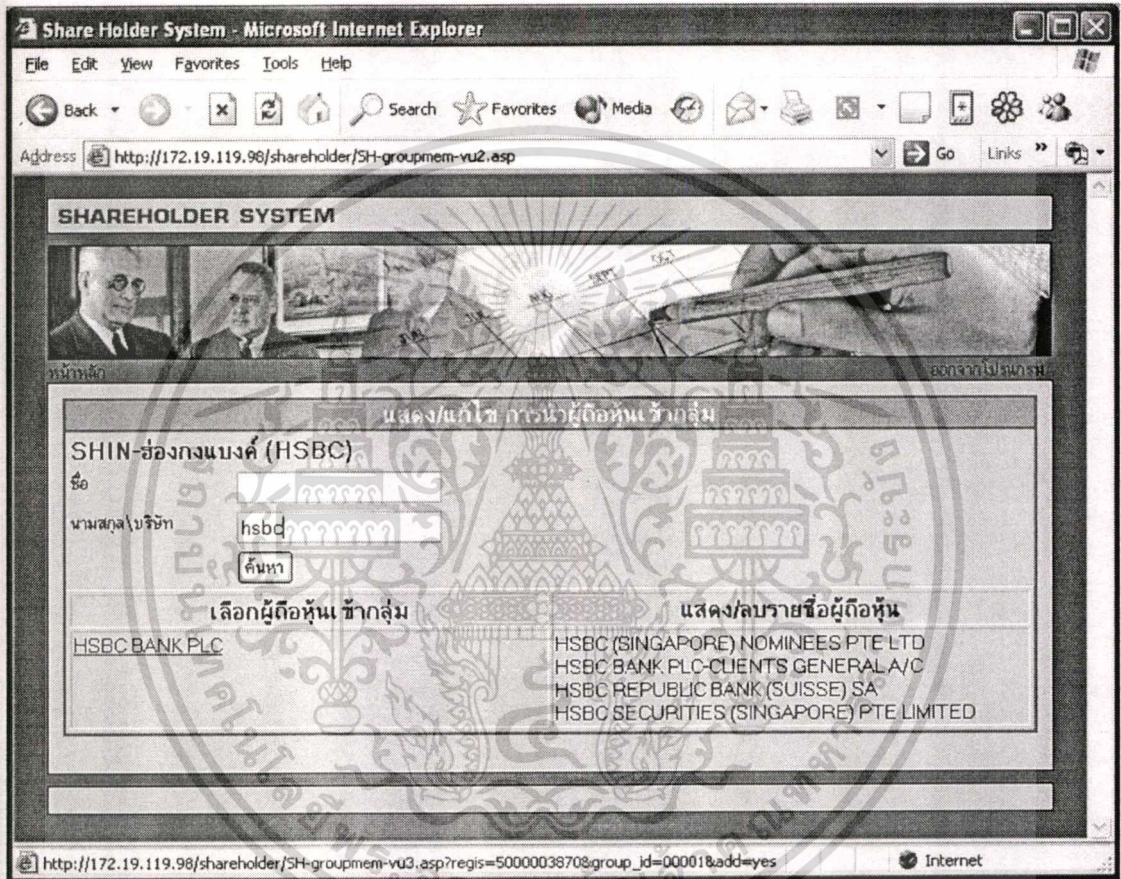 Share Holder System - Microsoft Internet Explorer
File Edit View Favorites Tools Help
Back Search Favorites Media
Address http://172.19.119.98/shareholder/SH-groupmem-vu2.asp Go Links »
SHAREHOLDER SYSTEM
SEPT.
หน้าหลัก ออกจากโปรแกรม
แสดง/แก้ไข การนำผู้ถือหุ้นเข้ากลุ่ม
SHIN-ฮ่องกงแบงค์ (HSBC)
ชื่อ
นามสกุล\บริษัท hsbc
ค้นหา
เลือกผู้ถือหุ้นเข้ากลุ่ม แสดง/ลบรายชื่อผู้ถือหุ้น
HSBC BANK PLC HSBC (SINGAPORE) NOMINEES PTE LTD
HSBC BANK PLC-CLIENTS GENERAL A/C
HSBC REPUBLIC BANK (SUISSE) SA
HSBC SECURITIES (SINGAPORE) PTE LIMITED
http://172.19.119.98/shareholder/SH-groupmem-vu3.asp?regis=5000003870&group_id=00001&add=yes Internet